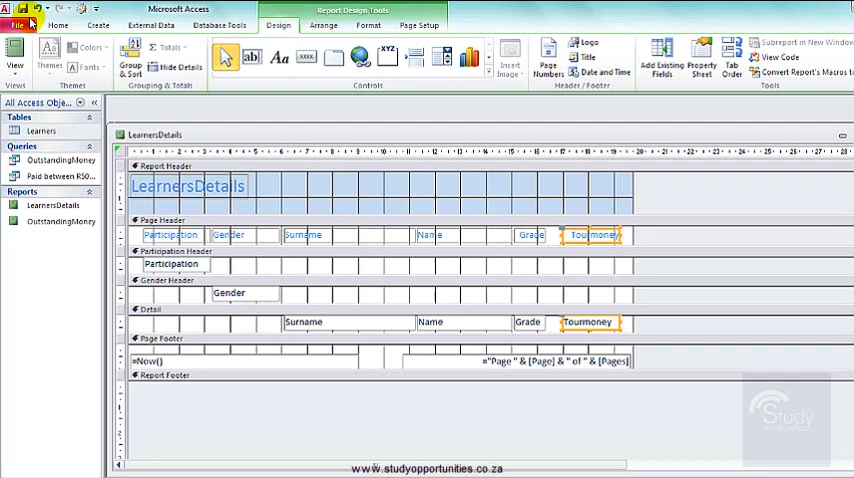 Microsoft Access
Report Design Tools
File Home Create External Data Database Tools Design Arrange Format Page Setup
View Themes Colors Fonts Group & Sort Totals Hide Details Aa XYZ Insert Image Page Numbers Logo Title Date and Time Add Existing Fields Property Sheet Tab Order Subreport in New Window View Code Convert Report's Macros to
Views Themes Grouping & Totals Controls Header / Footer Tools
All Access Obje...
Tables
Learners
Queries
OutstandingMoney
Paid between R50...
Reports
LearnersDetails
OutstandingMoney
LearnersDetails
Report Header
LearnersDetails
Page Header
Participation Gender Surname Name Grade Tourmoney
Participation Header
Participation
Gender Header
Gender
Detail
Surname Name Grade Tourmoney
Page Footer
=Now() ="Page " & [Page] & " of " & [Pages]
Report Footer
Study
www.studyopportunities.co.za